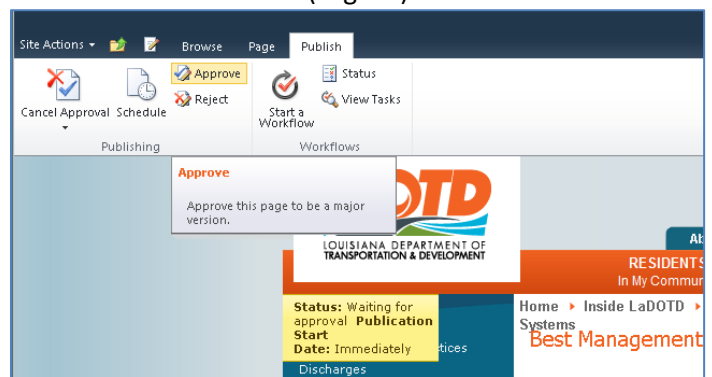 Site Actions Browse Page Publish
Approve
Reject
Cancel Approval Schedule
Start a
Workflow
Status
View Tasks
Publishing Workflows
Approve
Approve this page to be a major
version.
OTD
LOUISIANA DEPARTMENT OF
TRANSPORTATION & DEVELOPMENT
RESIDENTS
In My Commun
Status: Waiting for
approval Publication
Start
Date: Immediately
Discharges
Home Inside LaDOTD
Systems
Best Management